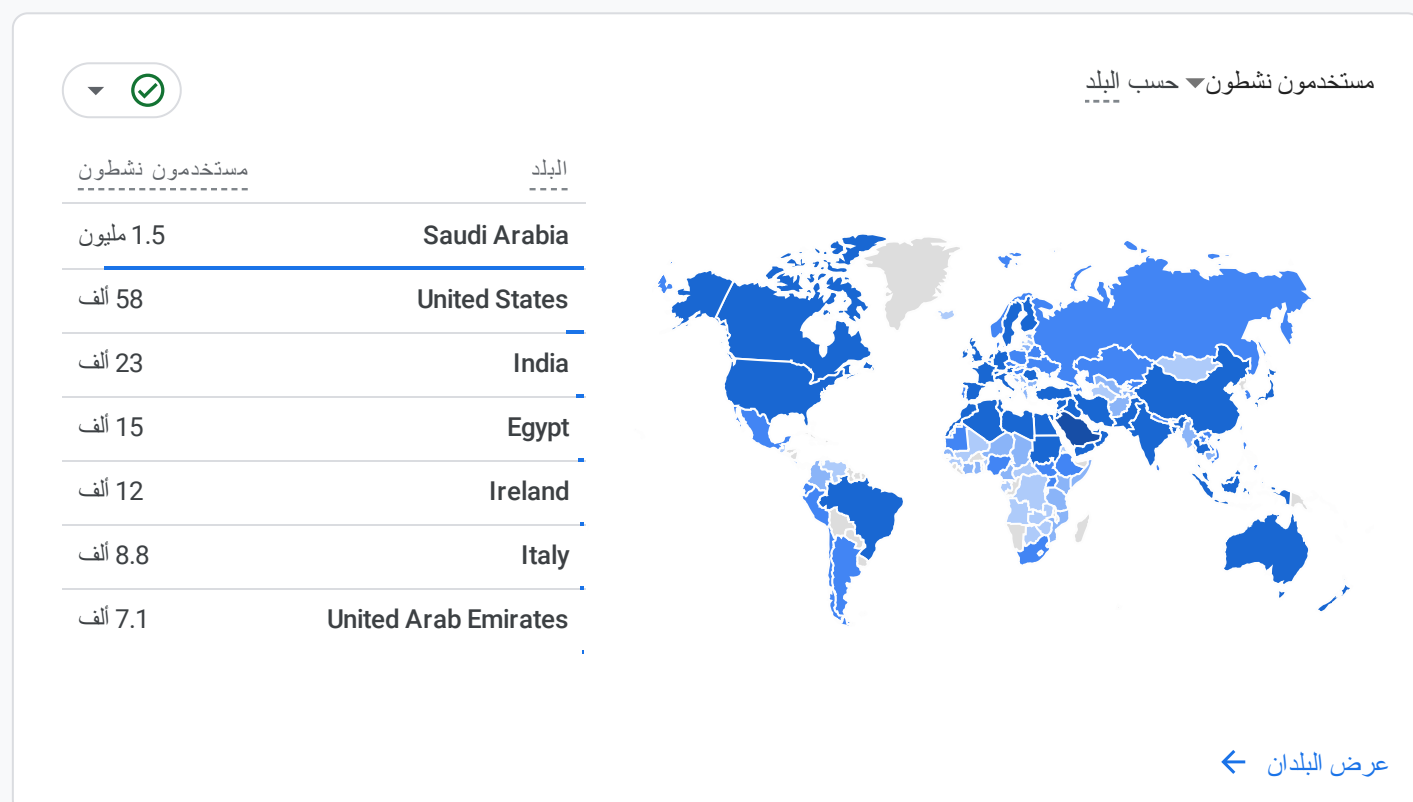 مستخدمون نشطون حسب البلد
البلد مستخدمون نشطون
Saudi Arabia 1.5 مليون
United States 58 ألف
India 23 ألف
Egypt 15 ألف
Ireland 12 ألف
Italy 8.8 ألف
United Arab Emirates 7.1 ألف
عرض البلدان